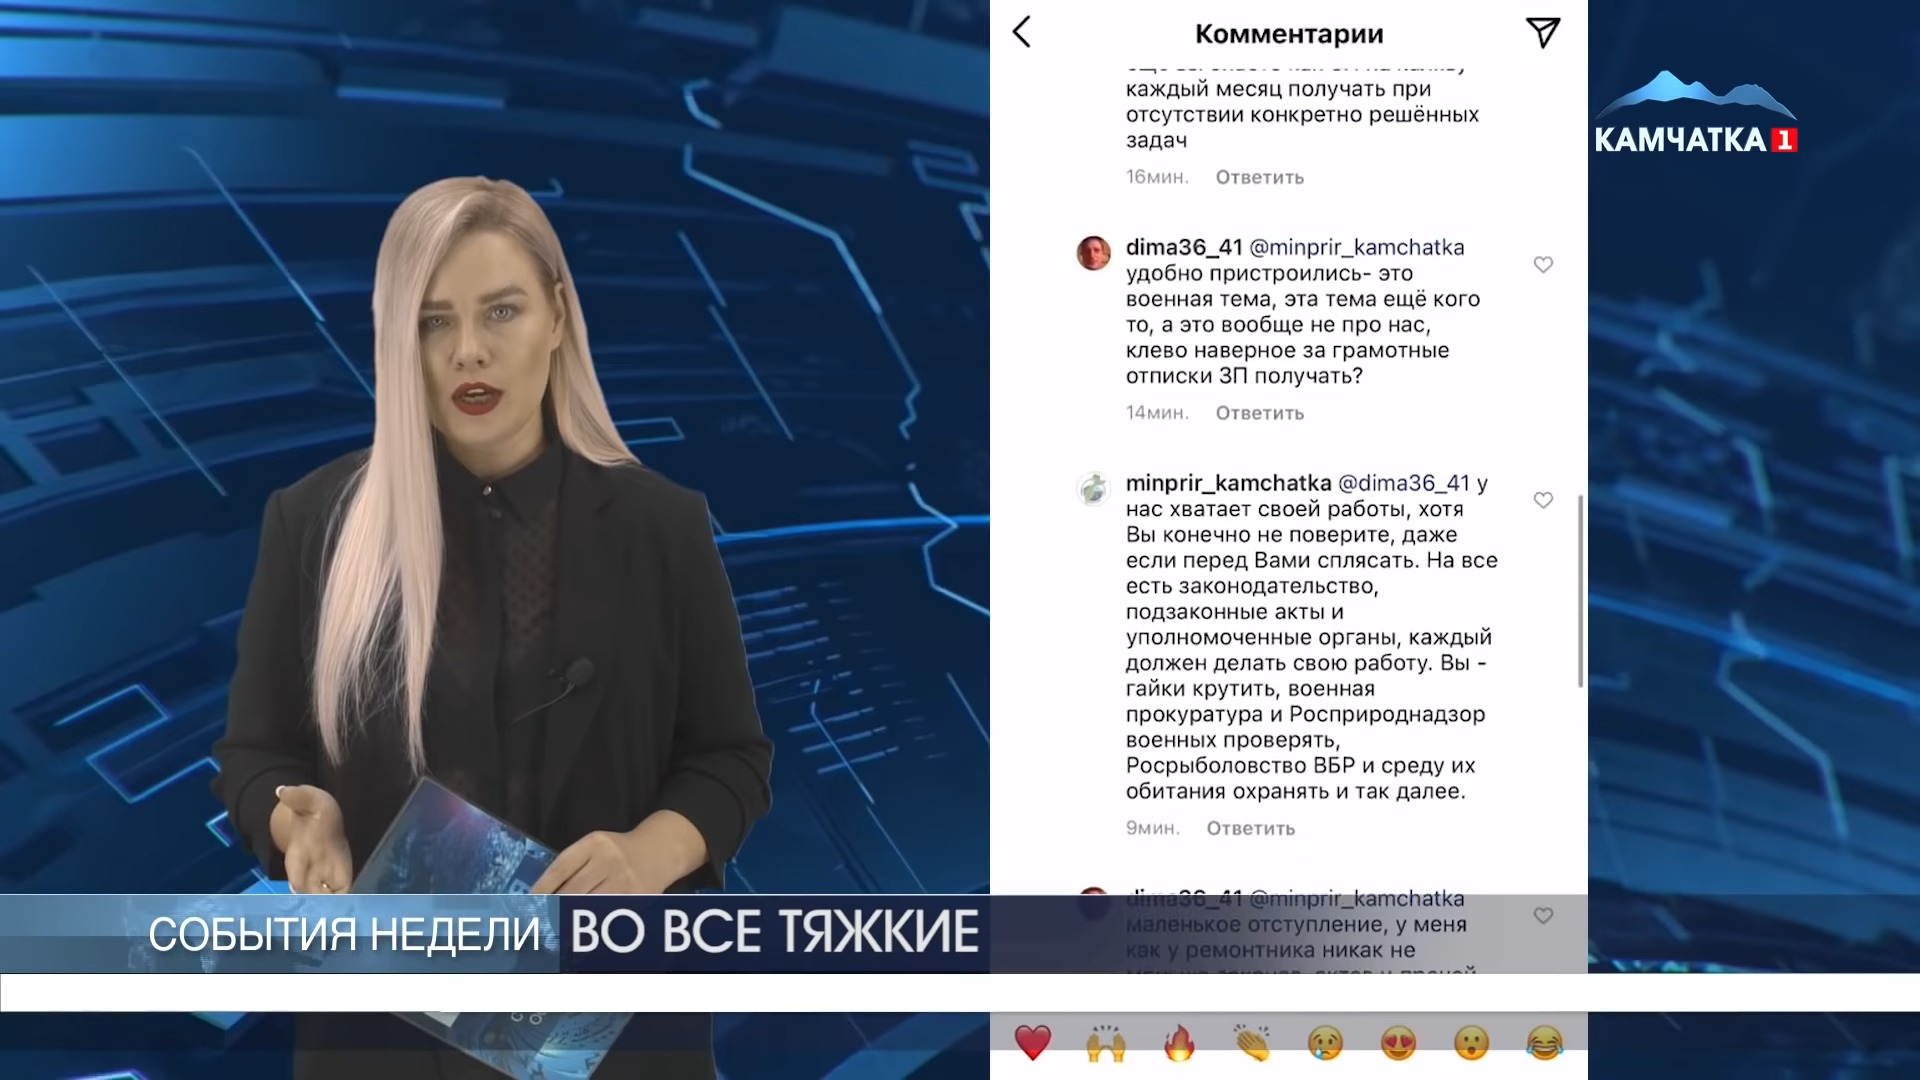 Комментарии
каждый месяц получать при
отсутствии конкретно решённых
задач
16мин. Ответить
dima36_41 @minprir_kamchatka
удобно пристроились- это
военная тема, эта тема ещё кого
то, а это вообще не про нас,
клево наверное за грамотные
отписки ЗП получать?
14мин. Ответить
minprir_kamchatka @dima36_41 у
нас хватает своей работы, хотя
Вы конечно не поверите, даже
если перед Вами сплясать. На все
есть законодательство,
подзаконные акты и
уполномоченные органы, каждый
должен делать свою работу. Вы -
гайки крутить, военная
прокуратура и Росприроднадзор
военных проверять,
Росрыболовство ВБР и среду их
обитания охранять и так далее.
9мин. Ответить
dima36_41 @minprir_kamchatka
маленькое отступление, у меня
как у ремонтника никак не
КАМЧАТКА 1
СОБЫТИЯ НЕДЕЛИ ВО ВСЕ ТЯЖКИЕ